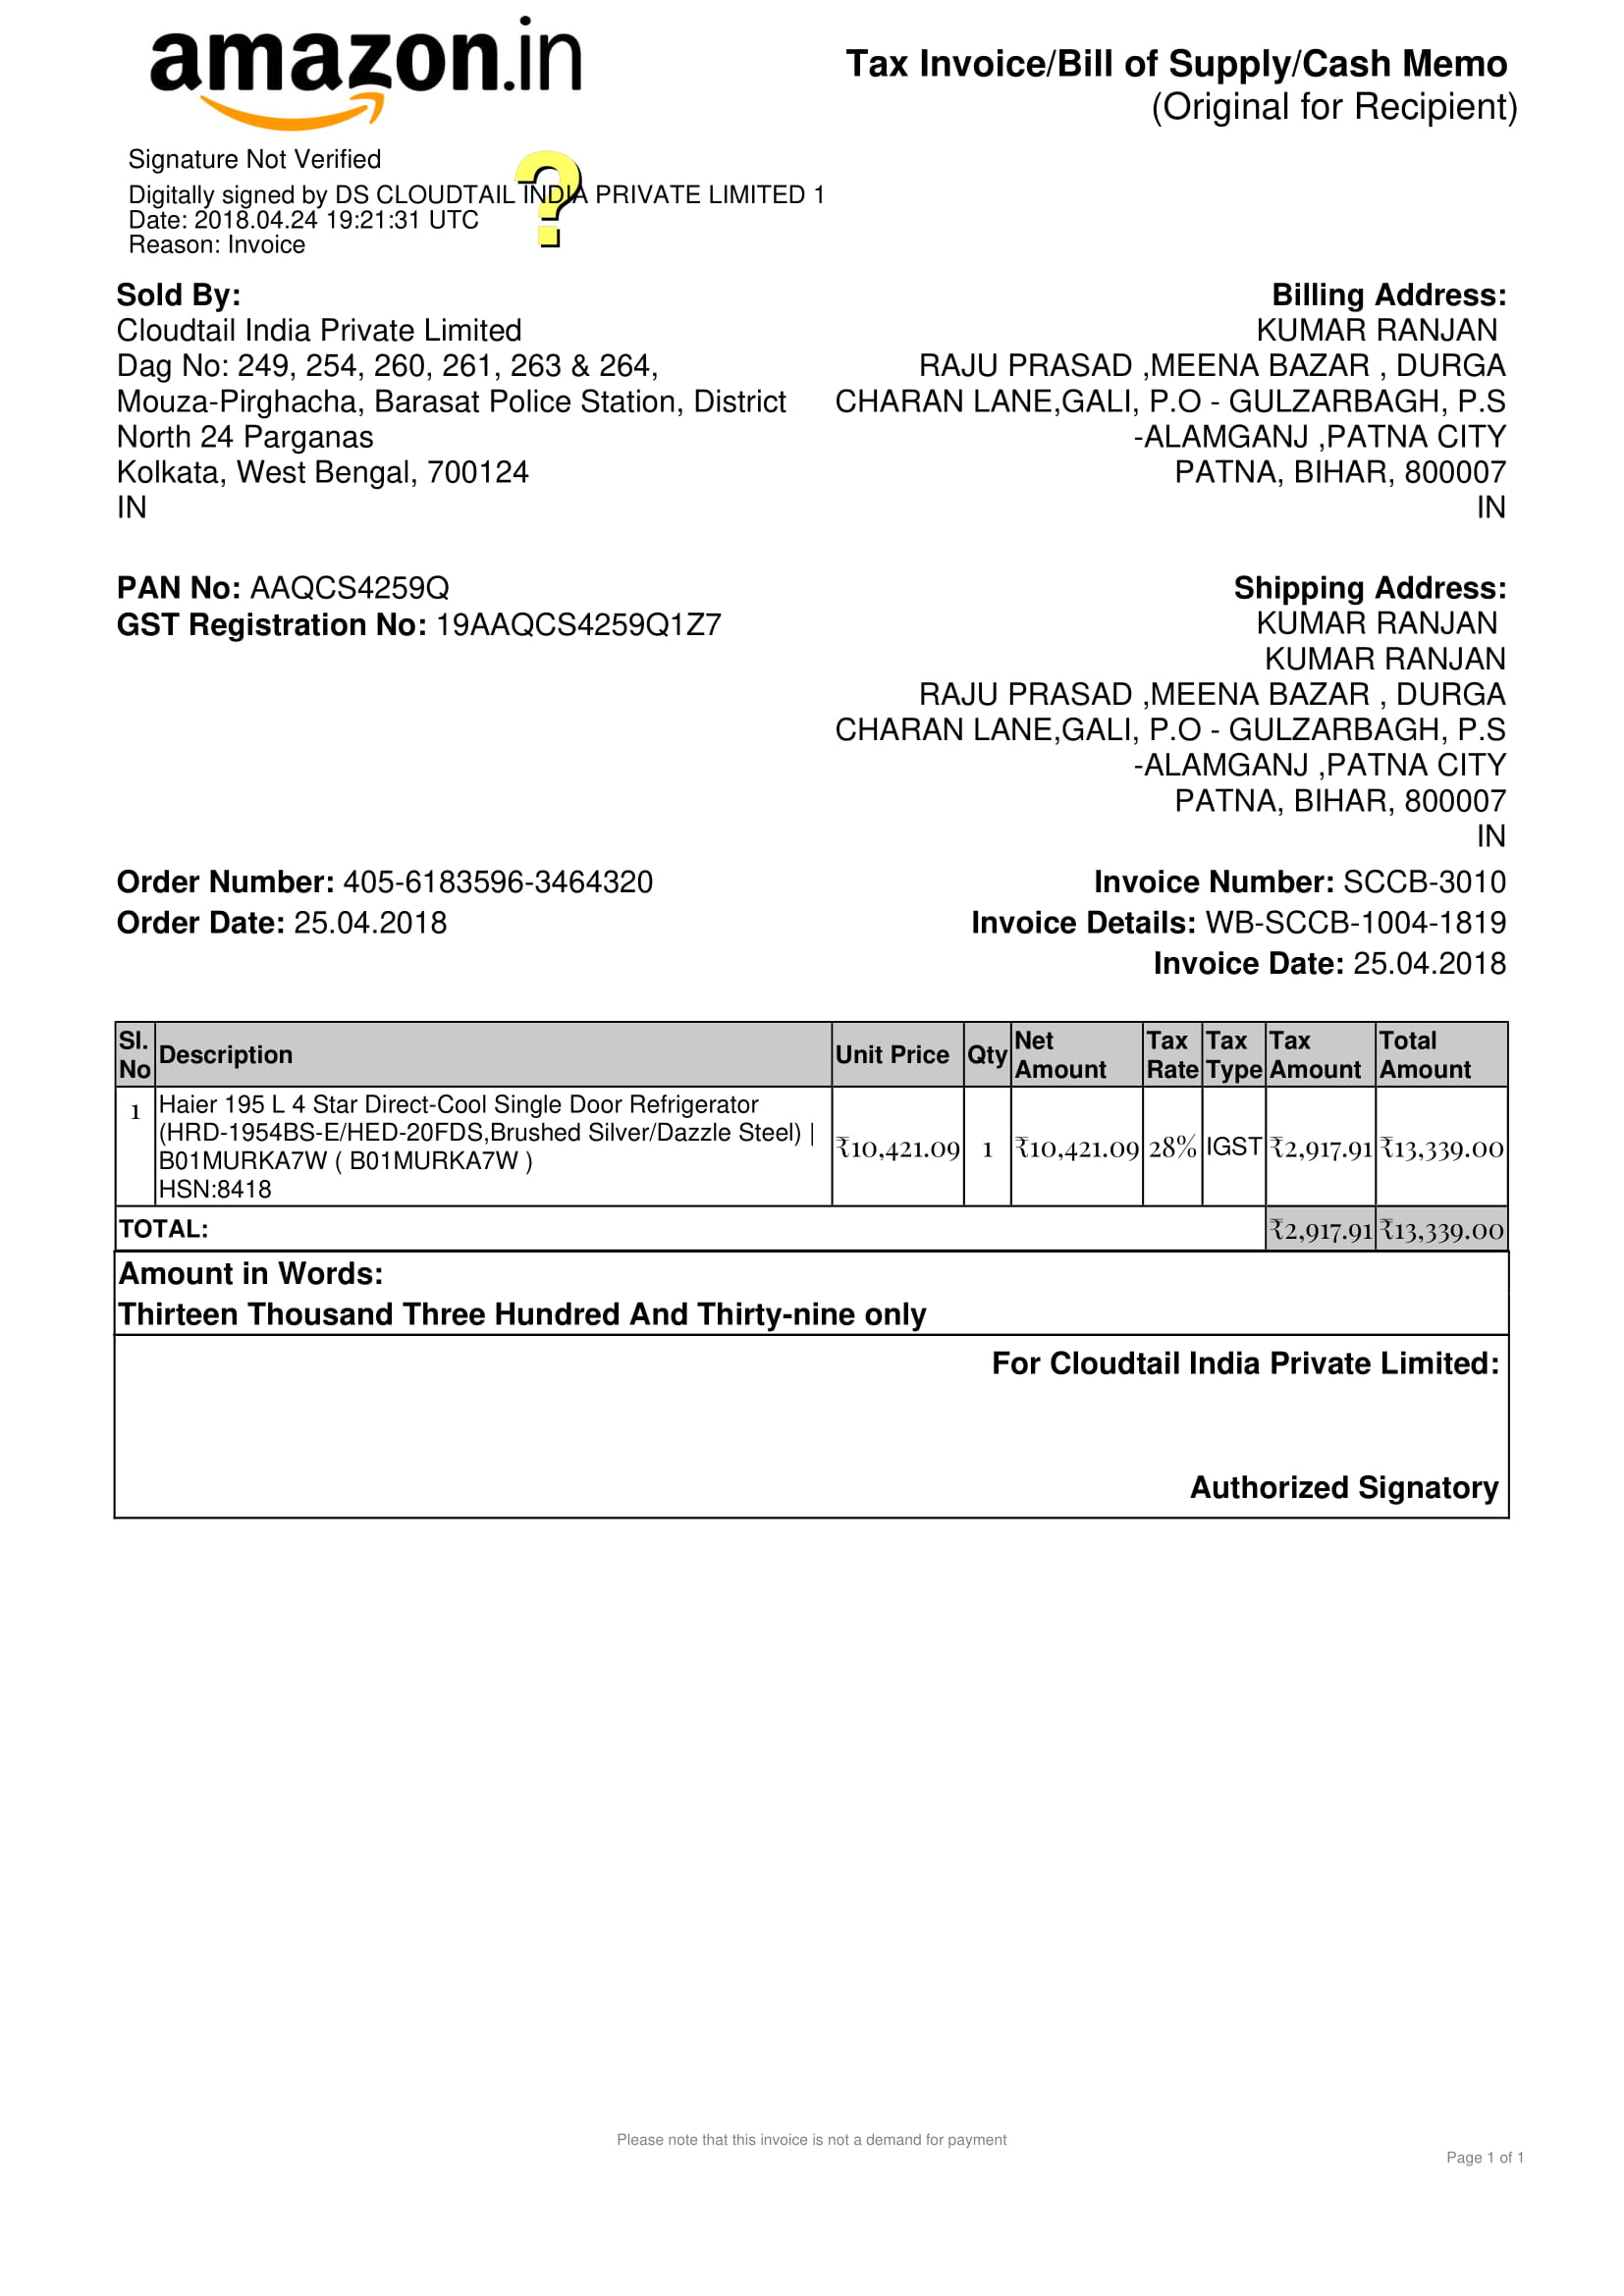 amazon.in
Tax Invoice/Bill of Supply/Cash Memo
(Original for Recipient)
Signature Not Verified
Digitally signed by DS CLOUDTAIL INDIA PRIVATE LIMITED 1
Date: 2018.04.24 19:21:31 UTC
Reason: Invoice
?
Sold By:
Cloudtail India Private Limited
Dag No: 249, 254, 260, 261, 263 & 264,
Mouza-Pirghacha, Barasat Police Station, District
North 24 Parganas
Kolkata, West Bengal, 700124
IN
Billing Address:
KUMAR RANJAN
RAJU PRASAD ,MEENA BAZAR , DURGA
CHARAN LANE,GALI, P.O - GULZARBAGH, P.S
-ALAMGANJ ,PATNA CITY
PATNA, BIHAR, 800007
IN
PAN No: AAQCS4259Q
GST Registration No: 19AAQCS4259Q1Z7
Shipping Address:
KUMAR RANJAN
KUMAR RANJAN
RAJU PRASAD ,MEENA BAZAR , DURGA
CHARAN LANE,GALI, P.O - GULZARBAGH, P.S
-ALAMGANJ ,PATNA CITY
PATNA, BIHAR, 800007
IN
Order Number: 405-6183596-3464320
Order Date: 25.04.2018
Invoice Number: SCCB-3010
Invoice Details: WB-SCCB-1004-1819
Invoice Date: 25.04.2018
Sl. No Description Unit Price Qty Net Amount Tax Rate Tax Type Tax Amount Total Amount
1 Haier 195 L 4 Star Direct-Cool Single Door Refrigerator
(HRD-1954BS-E/HED-20FDS,Brushed Silver/Dazzle Steel) |
B01MURKA7W ( B01MURKA7W )
HSN:8418
₹10,421.09 1 ₹10,421.09 28% IGST ₹2,917.91 ₹13,339.00
TOTAL: ₹2,917.91 ₹13,339.00
Amount in Words:
Thirteen Thousand Three Hundred And Thirty-nine only
For Cloudtail India Private Limited:
Authorized Signatory
Please note that this invoice is not a demand for payment
Page 1 of 1